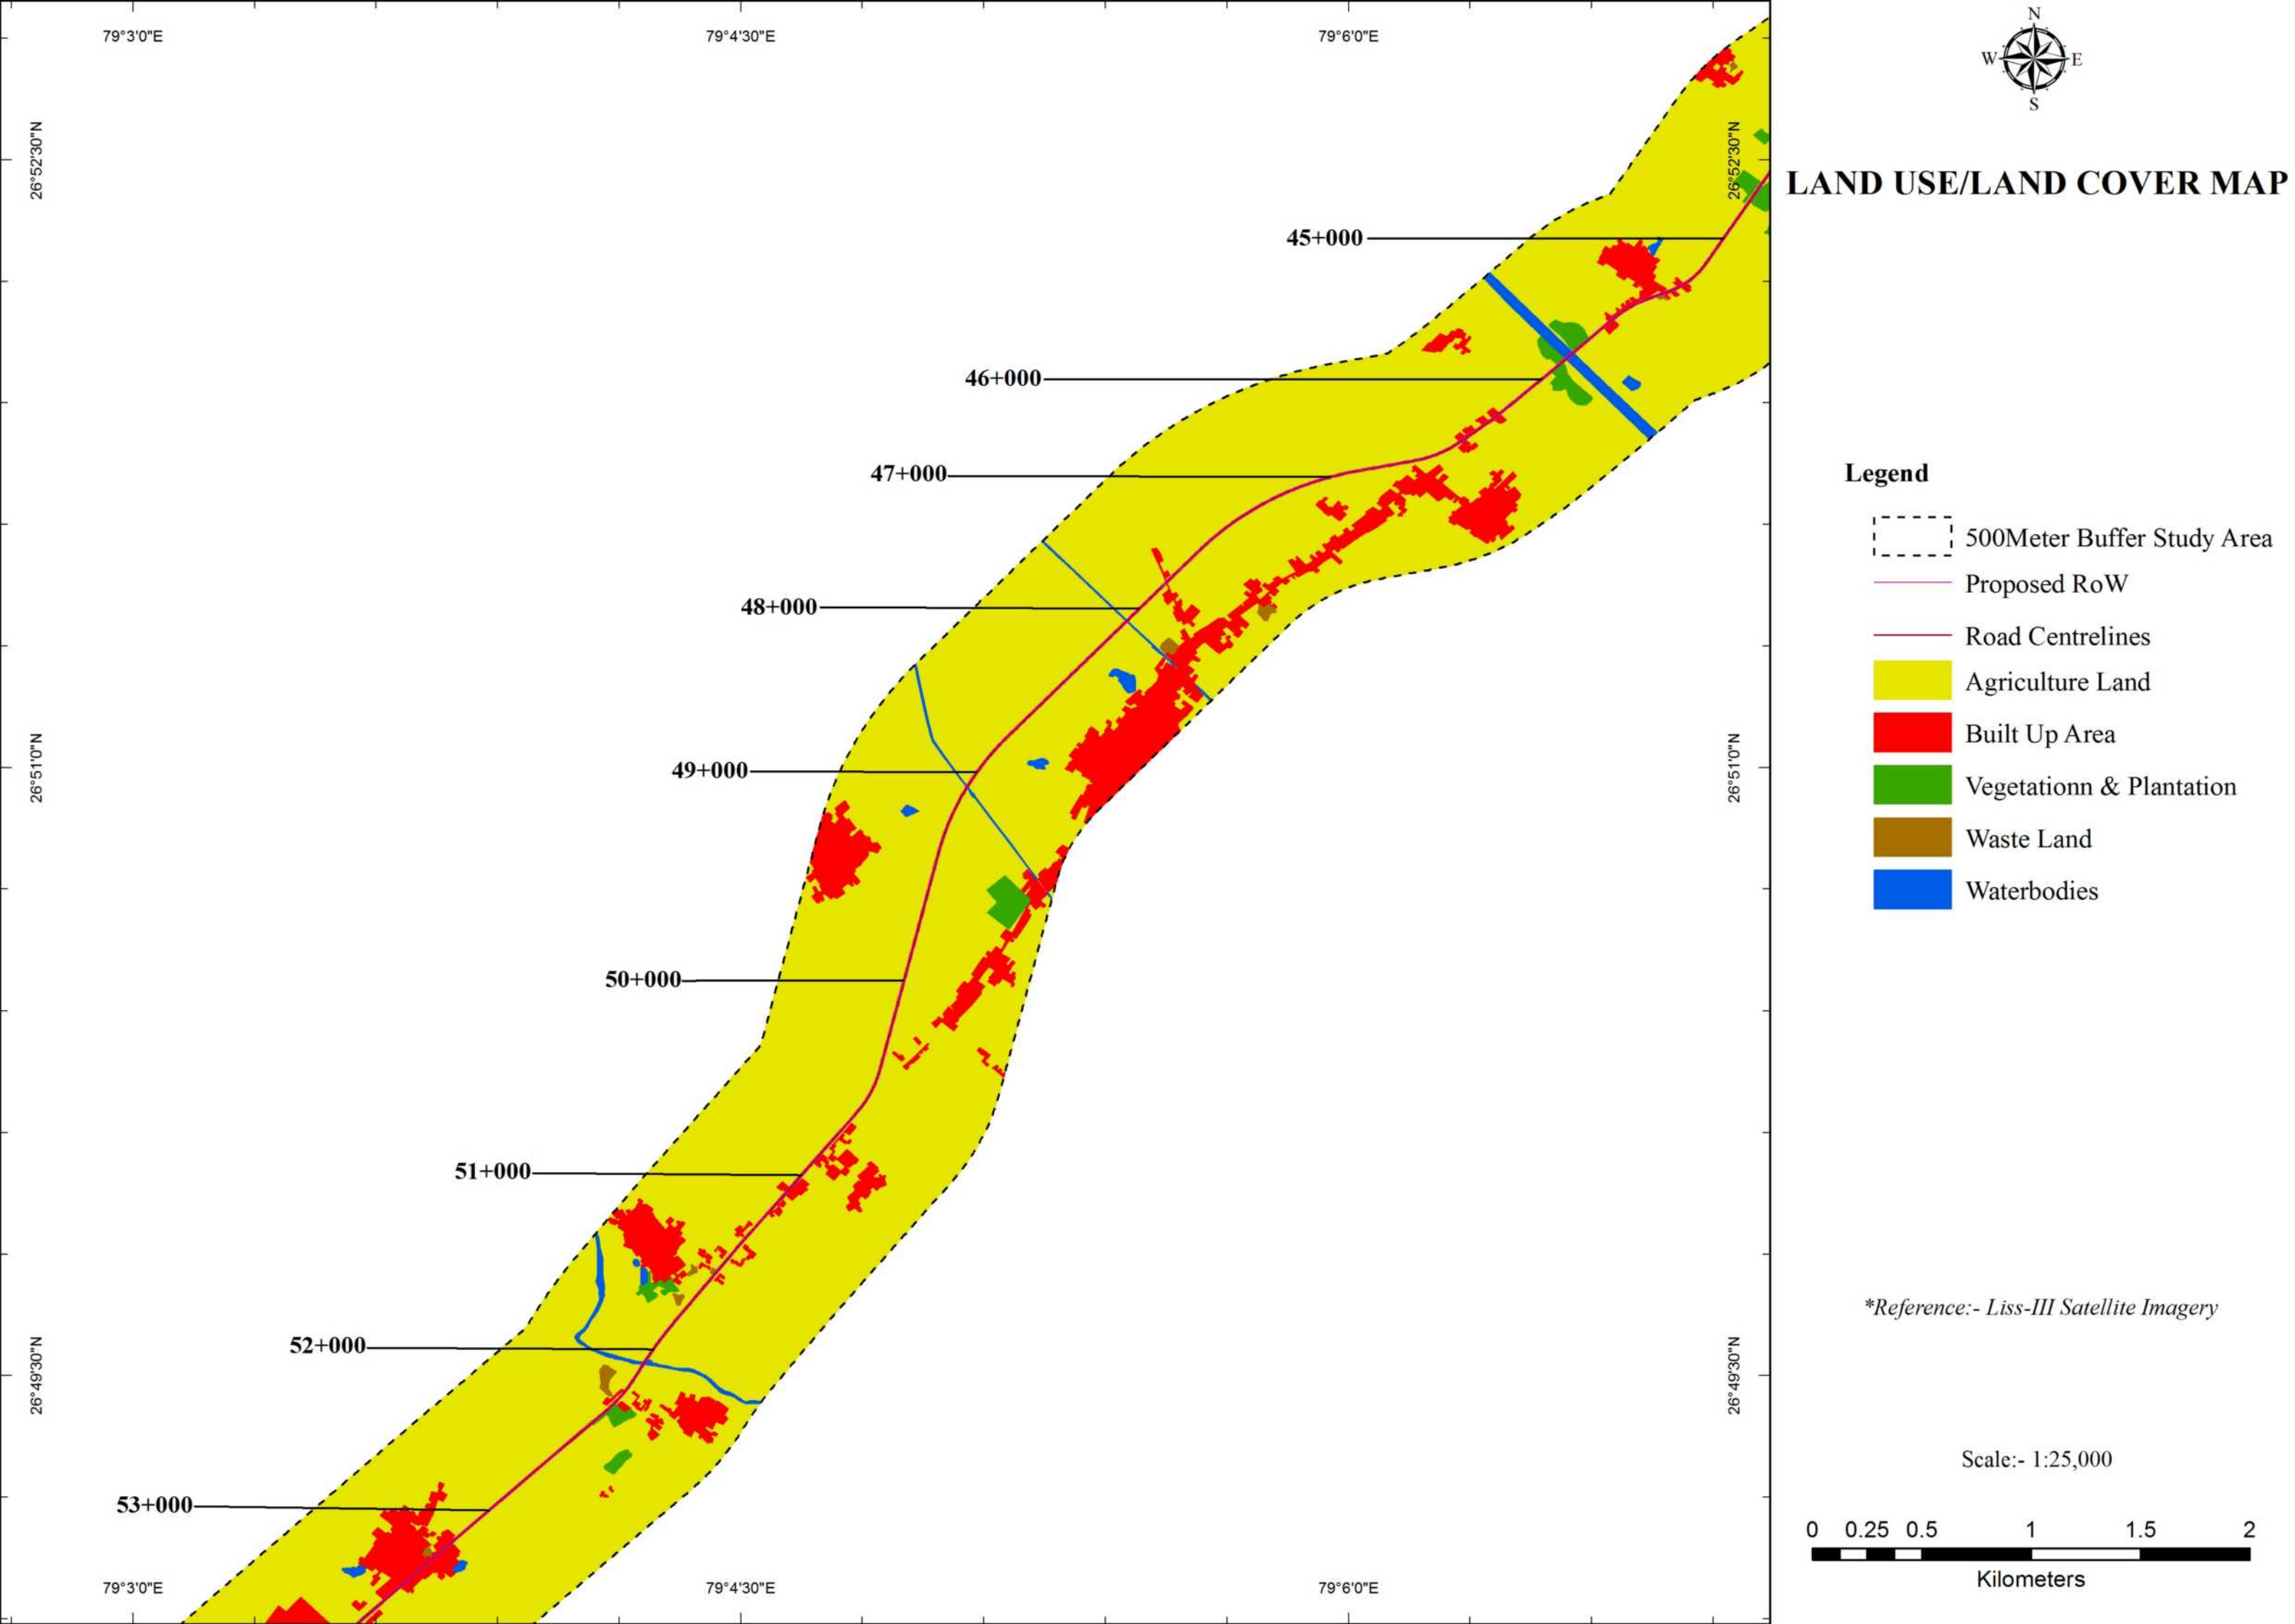 79°3'0"E
79°4'30"E
79°6'0"E
N
W
E
S
26°52'30"N
26°52'30"N
LAND USE/LAND COVER MAP
45+000
46+000
47+000
48+000
49+000
50+000
51+000
52+000
53+000
26°51'0"N
26°51'0"N
26°49'30"N
26°49'30"N
Legend
500Meter Buffer Study Area
Proposed RoW
Road Centrelines
Agriculture Land
Built Up Area
Vegetationn & Plantation
Waste Land
Waterbodies
*Reference:- Liss-III Satellite Imagery
Scale:- 1:25,000
0 0.25 0.5 1 1.5 2
Kilometers
79°3'0"E
79°4'30"E
79°6'0"E